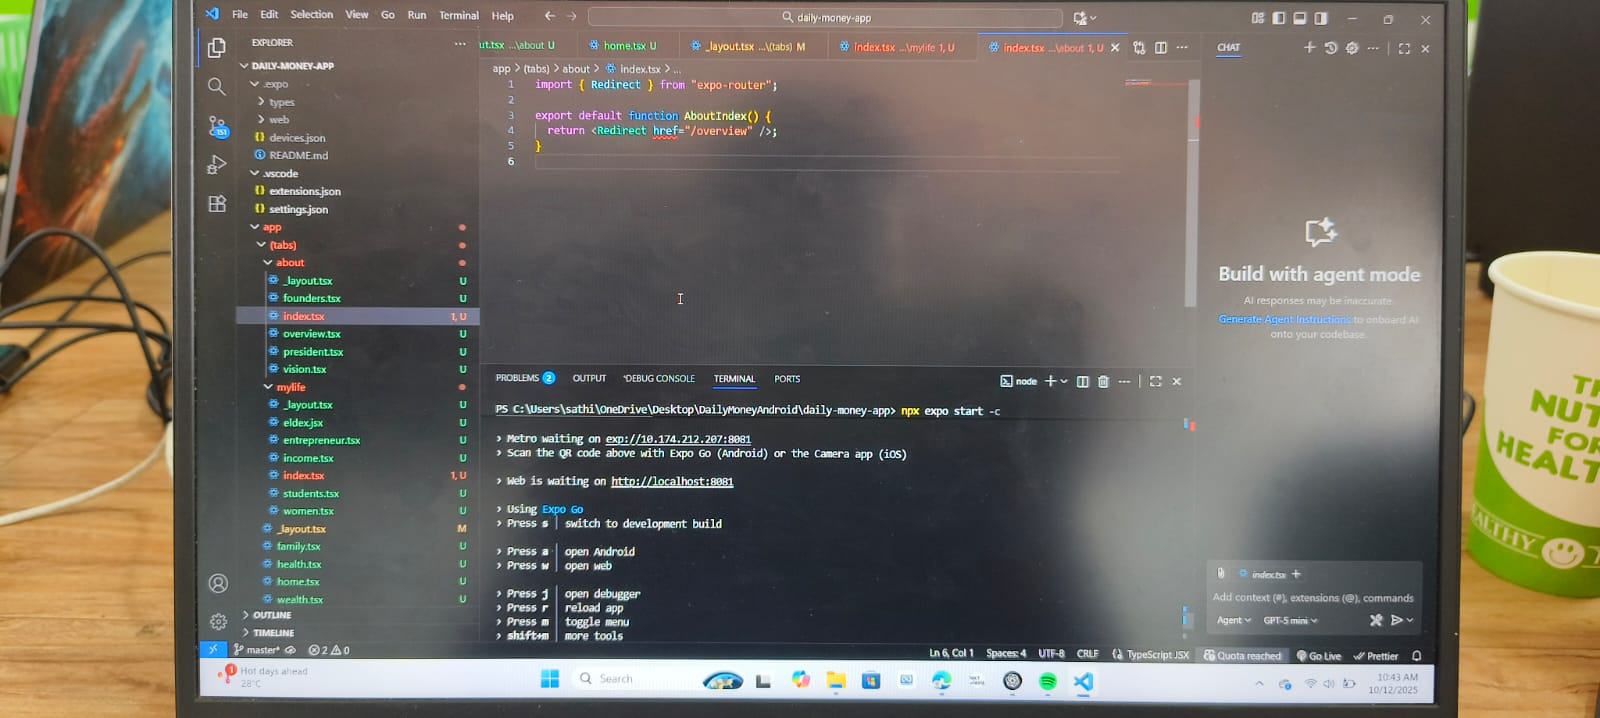 File Edit Selection View Go Run Terminal Help
daily-money-app
EXPLORER
DAILY-MONEY-APP
.expo
types
web
devices.json
README.md
.vscode
extensions.json
settings.json
app
(tabs)
about
_layout.tsx U
founders.tsx U
index.tsx 1, U
overview.tsx U
president.tsx U
vision.tsx U
mylife
_layout.tsx U
eldex.jsx U
entrepreneur.tsx U
income.tsx U
index.tsx 1, U
students.tsx U
women.tsx U
_layout.tsx M
family.tsx U
health.tsx U
home.tsx U
wealth.tsx U
OUTLINE
TIMELINE
ut.tsx ...\about U
home.tsx U
_layout.tsx ...\(tabs) M
index.tsx ...\mylife 1, U
index.tsx ...\about 1, U
app > (tabs) > about > index.tsx > ...
1 import { Redirect } from "expo-router";
2
3 export default function AboutIndex() {
4 return <Redirect href="/overview" />;
5 }
6
PROBLEMS 2 OUTPUT DEBUG CONSOLE TERMINAL PORTS
node
PS C:\Users\sathi\OneDrive\Desktop\DailyMoneyAndroid\daily-money-app> npx expo start -c
› Metro waiting on exp://10.174.212.207:8081
› Scan the QR code above with Expo Go (Android) or the Camera app (iOS)
› Web is waiting on http://localhost:8081
› Using Expo Go
› Press s │ switch to development build
› Press a │ open Android
› Press w │ open web
› Press j │ open debugger
› Press r │ reload app
› Press m │ toggle menu
› shift+m │ more tools
CHAT
Build with agent mode
AI responses may be inaccurate.
Generate Agent Instructions to onboard AI
onto your codebase.
index.tsx
Add context (#), extensions (@), commands
Agent GPT-5 mini
master* 2 0
Ln 6, Col 1 Spaces: 4 UTF-8 CRLF {} TypeScript JSX Quota reached Go Live Prettier
1
Hot days ahead
28°C
Search
10:43 AM
10/12/2025
TH
NUT
FOR
HEALT
HEALTHY